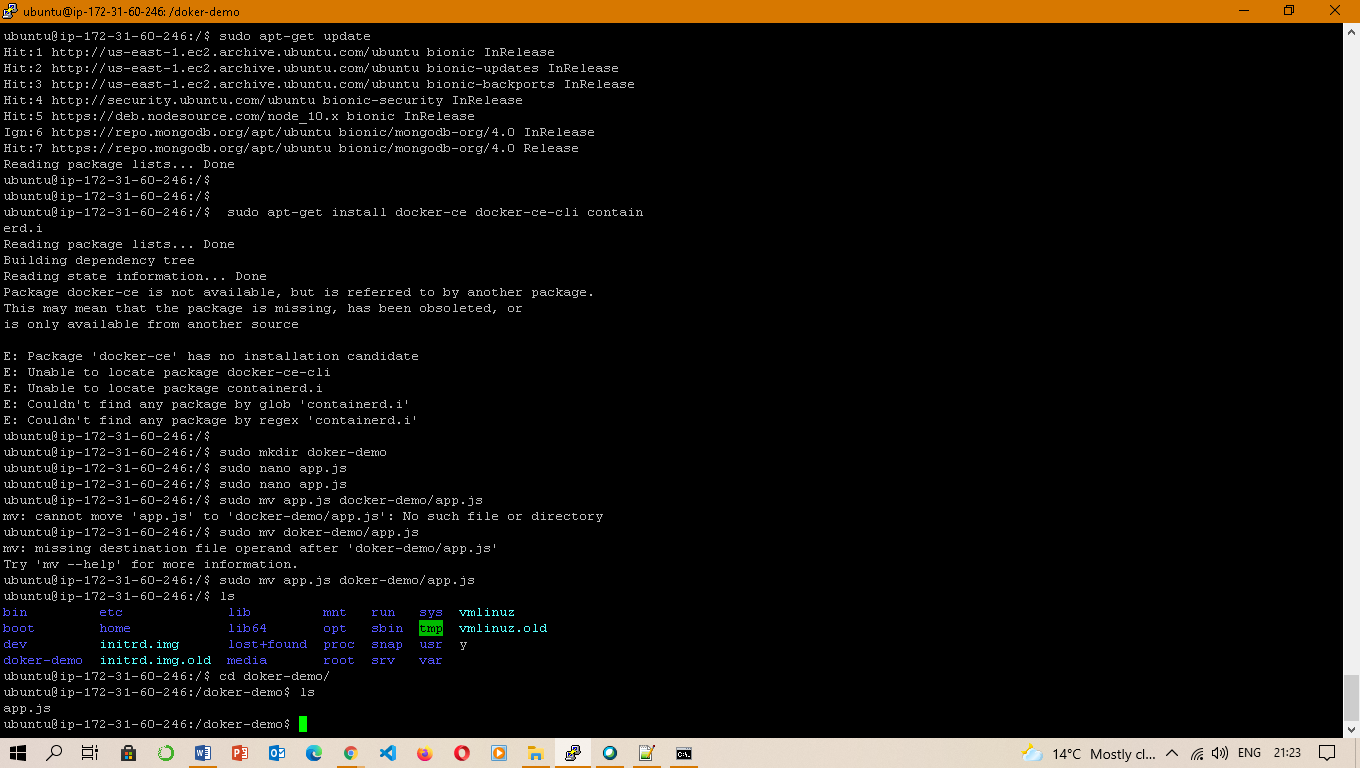 ubuntu@ip-172-31-60-246: /doker-demo
ubuntu@ip-172-31-60-246:/$ sudo apt-get update
Hit:1 http://us-east-1.ec2.archive.ubuntu.com/ubuntu bionic InRelease
Hit:2 http://us-east-1.ec2.archive.ubuntu.com/ubuntu bionic-updates InRelease
Hit:3 http://us-east-1.ec2.archive.ubuntu.com/ubuntu bionic-backports InRelease
Hit:4 http://security.ubuntu.com/ubuntu bionic-security InRelease
Hit:5 https://deb.nodesource.com/node_10.x bionic InRelease
Ign:6 https://repo.mongodb.org/apt/ubuntu bionic/mongodb-org/4.0 InRelease
Hit:7 https://repo.mongodb.org/apt/ubuntu bionic/mongodb-org/4.0 Release
Reading package lists... Done
ubuntu@ip-172-31-60-246:/$
ubuntu@ip-172-31-60-246:/$
ubuntu@ip-172-31-60-246:/$  sudo apt-get install docker-ce docker-ce-cli contain
erd.i
Reading package lists... Done
Building dependency tree
Reading state information... Done
Package docker-ce is not available, but is referred to by another package.
This may mean that the package is missing, has been obsoleted, or
is only available from another source
E: Package 'docker-ce' has no installation candidate
E: Unable to locate package docker-ce-cli
E: Unable to locate package containerd.i
E: Couldn't find any package by glob 'containerd.i'
E: Couldn't find any package by regex 'containerd.i'
ubuntu@ip-172-31-60-246:/$
ubuntu@ip-172-31-60-246:/$ sudo mkdir doker-demo
ubuntu@ip-172-31-60-246:/$ sudo nano app.js
ubuntu@ip-172-31-60-246:/$ sudo nano app.js
ubuntu@ip-172-31-60-246:/$ sudo mv app.js docker-demo/app.js
mv: cannot move 'app.js' to 'docker-demo/app.js': No such file or directory
ubuntu@ip-172-31-60-246:/$ sudo mv doker-demo/app.js
mv: missing destination file operand after 'doker-demo/app.js'
Try 'mv --help' for more information.
ubuntu@ip-172-31-60-246:/$ sudo mv app.js doker-demo/app.js
ubuntu@ip-172-31-60-246:/$ ls
bin etc lib mnt run sys vmlinuz
boot home lib64 opt sbin tmp vmlinuz.old
dev initrd.img lost+found proc snap usr y
doker-demo initrd.img.old media root srv var
ubuntu@ip-172-31-60-246:/$ cd doker-demo/
ubuntu@ip-172-31-60-246:/doker-demo$ ls
app.js
ubuntu@ip-172-31-60-246:/doker-demo$
14°C Mostly cl... ENG 21:23